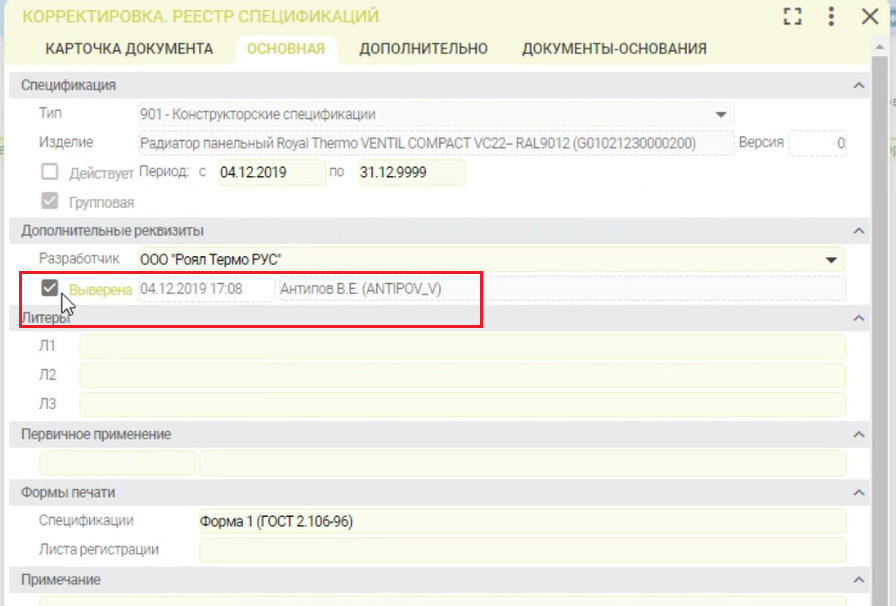 КОРРЕКТИРОВКА. РЕЕСТР СПЕЦИФИКАЦИЙ
КАРТОЧКА ДОКУМЕНТА ОСНОВНАЯ ДОПОЛНИТЕЛЬНО ДОКУМЕНТЫ-ОСНОВАНИЯ
Спецификация
Тип 901 - Конструкторские спецификации
Изделие Радиатор панельный Royal Thermo VENTIL COMPACT VC22– RAL9012 (G01021230000200) Версия 0
Действует Период: с 04.12.2019 по 31.12.9999
Групповая
Дополнительные реквизиты
Разработчик ООО "Роял Термо РУС"
Выверена 04.12.2019 17:08 Антипов В.Е. (ANTIPOV_V)
Литеры
Л1
Л2
Л3
Первичное применение
Формы печати
Спецификации Форма 1 (ГОСТ 2.106-96)
Листа регистрации
Примечание